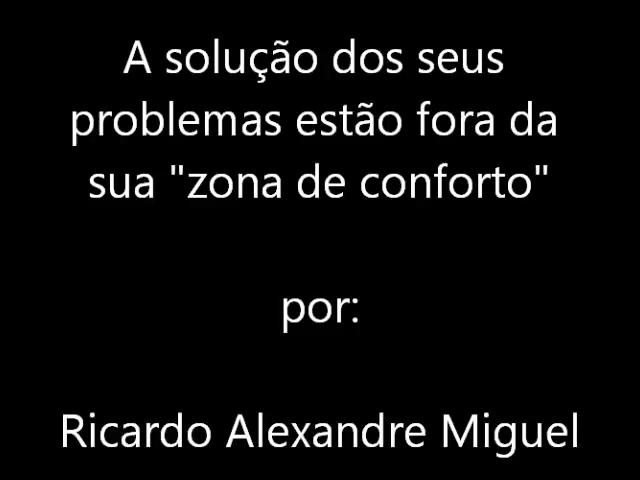 A solução dos seus
problemas estão fora da
sua "zona de conforto"
por:
Ricardo Alexandre Miguel